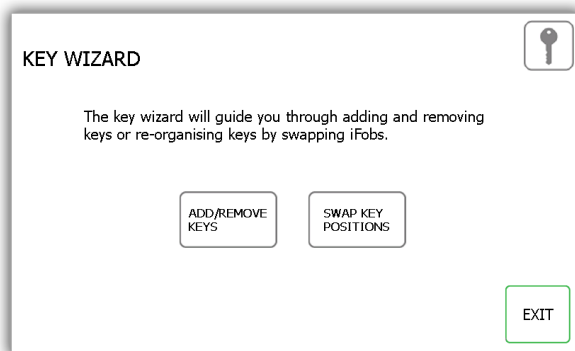 KEY WIZARD
The key wizard will guide you through adding and removing
keys or re-organising keys by swapping iFobs.
ADD/REMOVE
KEYS
SWAP KEY
POSITIONS
EXIT